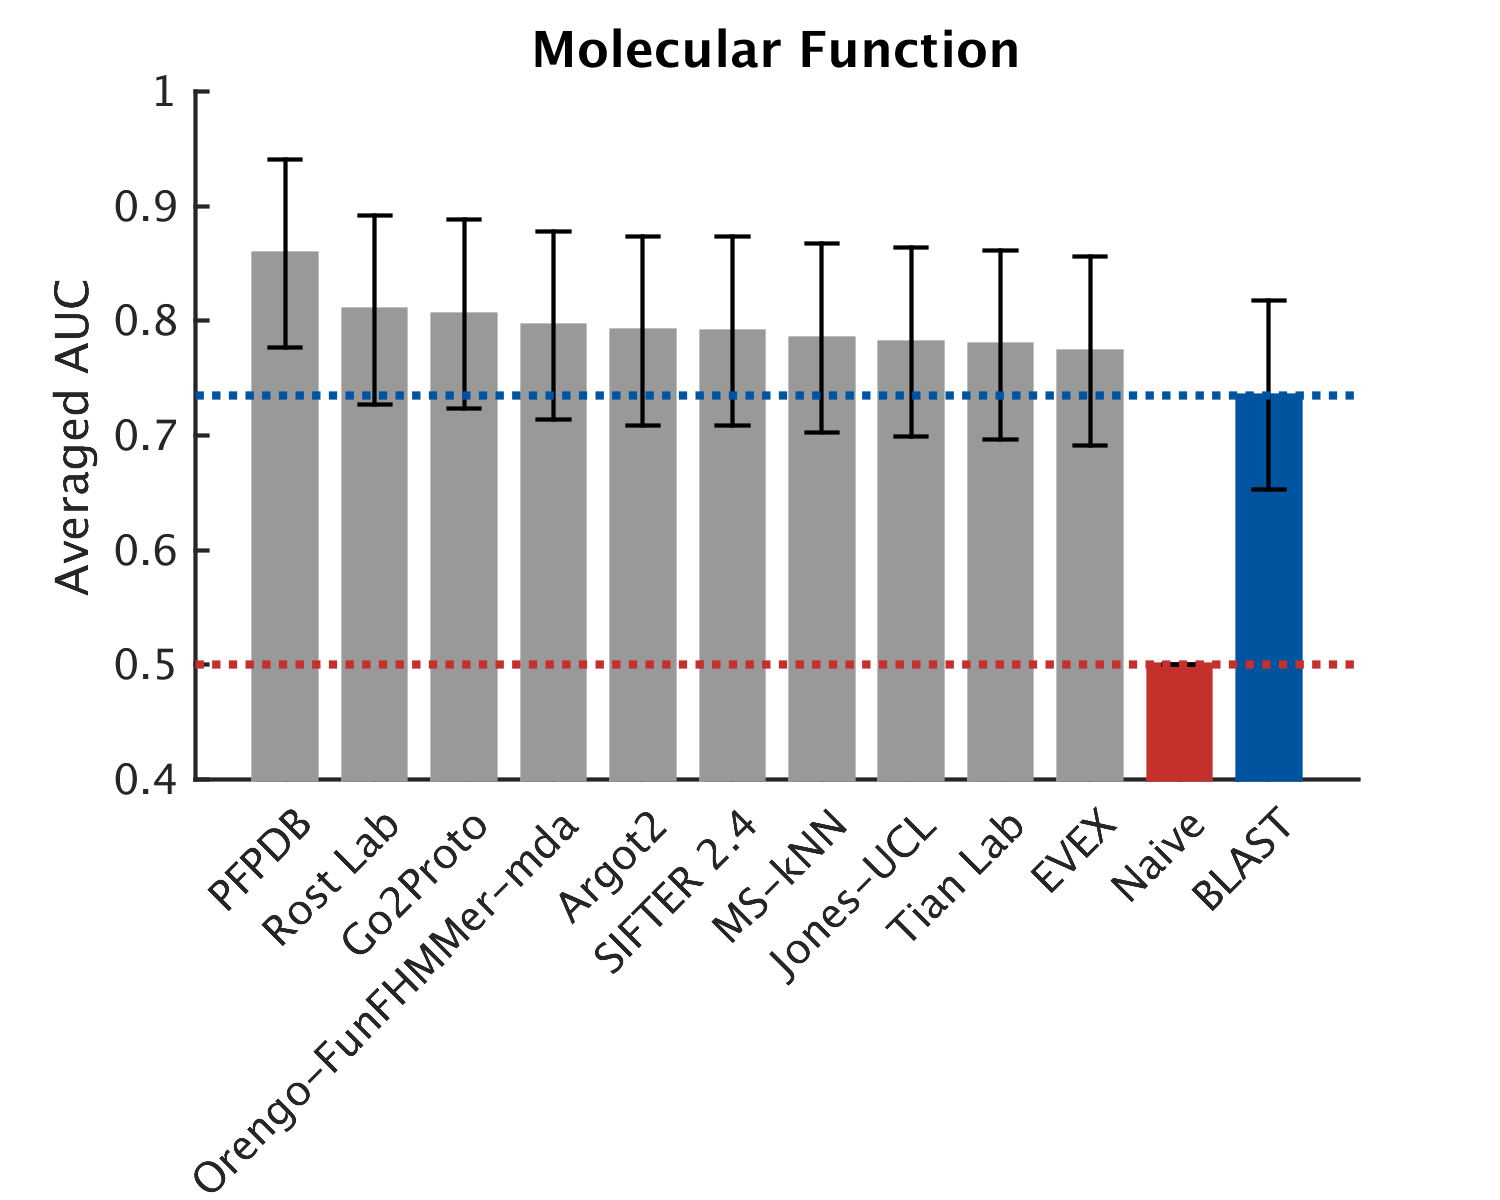 Molecular Function
Averaged AUC
1
0.9
0.8
0.7
0.6
0.5
0.4
PFPDB
Rost Lab
Go2Proto
Orengo–FunFHMMer–mda
Argot2
SIFTER 2.4
MS–kNN
Jones–UCL
Tian Lab
EVEX
Naive
BLAST